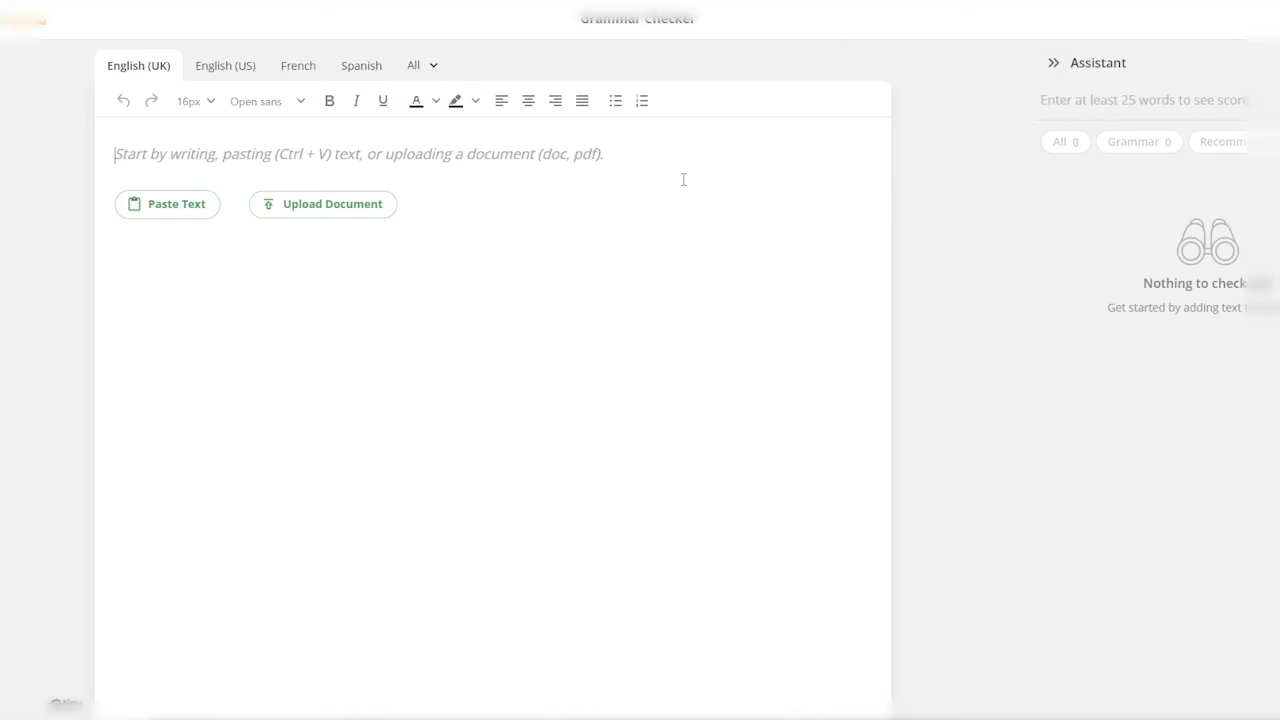 Grammar Checker
English (UK) English (US) French Spanish All
Assistant
16px Open sans B I U A
Enter at least 25 words to see score
All 0 Grammar 0 Recomm
Start by writing, pasting (Ctrl + V) text, or uploading a document (doc, pdf).
Paste Text Upload Document
Nothing to check
Get started by adding text
tiny